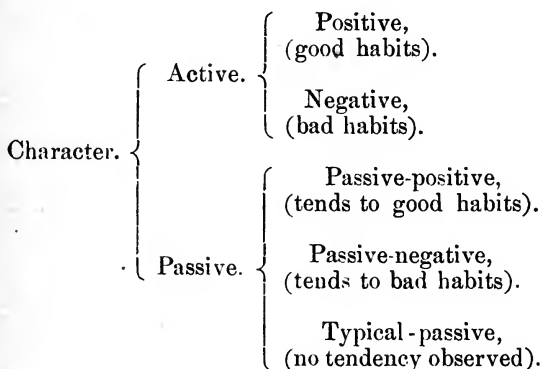 Positive,
(good habits).
Active.
Negative,
(bad habits).
Character.
Passive-positive,
(tends to good habits).
Passive-negative,
Passive.
(tends to bad habits).
Typical-passive,
(no tendency observed).